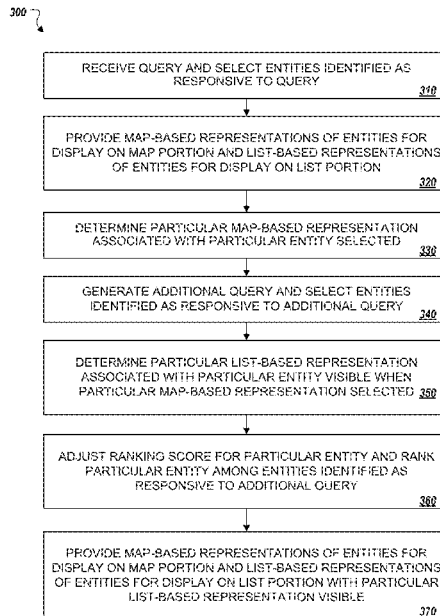 300
RECEIVE QUERY AND SELECT ENTITIES IDENTIFIED AS
RESPONSIVE TO QUERY
310
PROVIDE MAP-BASED REPRESENTATIONS OF ENTITIES FOR
DISPLAY ON MAP PORTION AND LIST-BASED REPRESENTATIONS
OF ENTITIES FOR DISPLAY ON LIST PORTION
320
DETERMINE PARTICULAR MAP-BASED REPRESENTATION
ASSOCIATED WITH PARTICULAR ENTITY SELECTED
330
GENERATE ADDITIONAL QUERY AND SELECT ENTITIES
IDENTIFIED AS RESPONSIVE TO ADDITIONAL QUERY
340
DETERMINE PARTICULAR LIST-BASED REPRESENTATION
ASSOCIATED WITH PARTICULAR ENTITY VISIBLE WHEN
PARTICULAR MAP-BASED REPRESENTATION SELECTED 350
ADJUST RANKING SCORE FOR PARTICULAR ENTITY AND RANK
PARTICULAR ENTITY AMONG ENTITIES IDENTIFIED AS
RESPONSIVE TO ADDITIONAL QUERY
360
PROVIDE MAP-BASED REPRESENTATIONS OF ENTITIES FOR
DISPLAY ON MAP PORTION AND LIST-BASED REPRESENTATIONS
OF ENTITIES FOR DISPLAY ON LIST PORTION WITH PARTICULAR
LIST-BASED REPRESENTATION VISIBLE
370